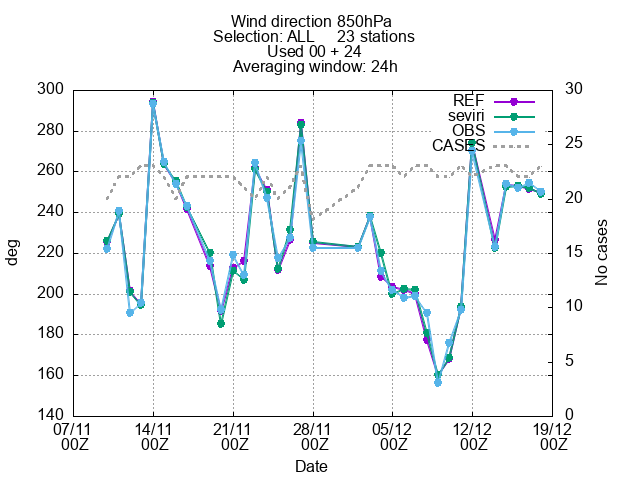 Wind direction 850hPa
Selection: ALL 23 stations
Used 00 + 24
Averaging window: 24h
REF
seviri
OBS
CASES
300
280
260
240
220
200
180
160
140
deg
30
25
20
15
10
5
0
No cases
07/11 14/11 21/11 28/11 05/12 12/12 19/12
00Z 00Z 00Z 00Z 00Z 00Z 00Z
Date